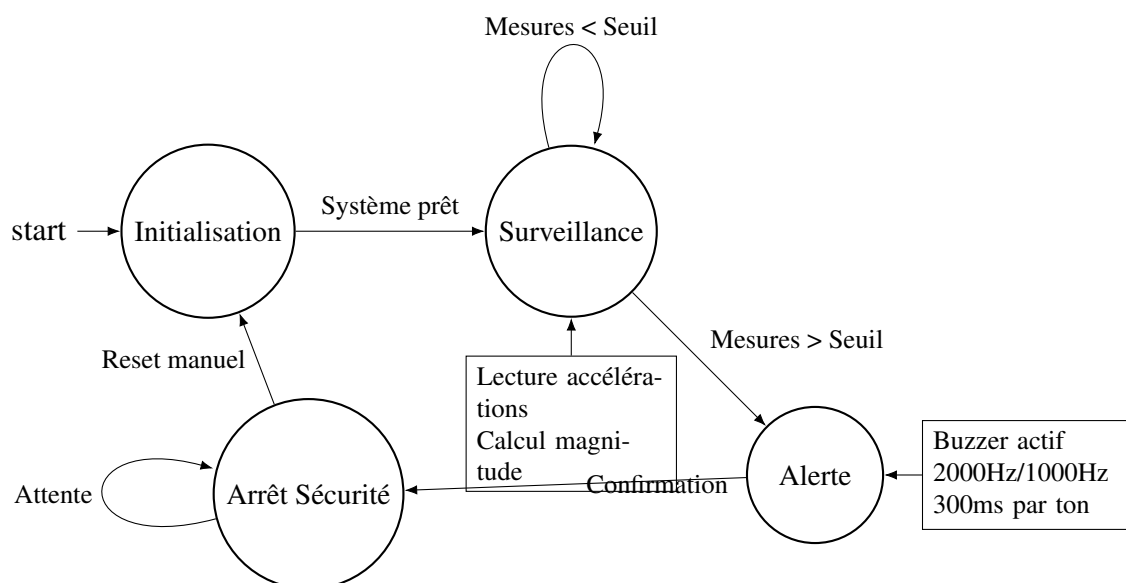 Mesures < Seuil
start
Initialisation
Système prêt
Surveillance
Reset manuel
Mesures > Seuil
Lecture accéléra-
tions
Calcul magni-
tude
Confirmation
Attente
Arrêt Sécurité
Alerte
Buzzer actif
2000Hz/1000Hz
300ms par ton